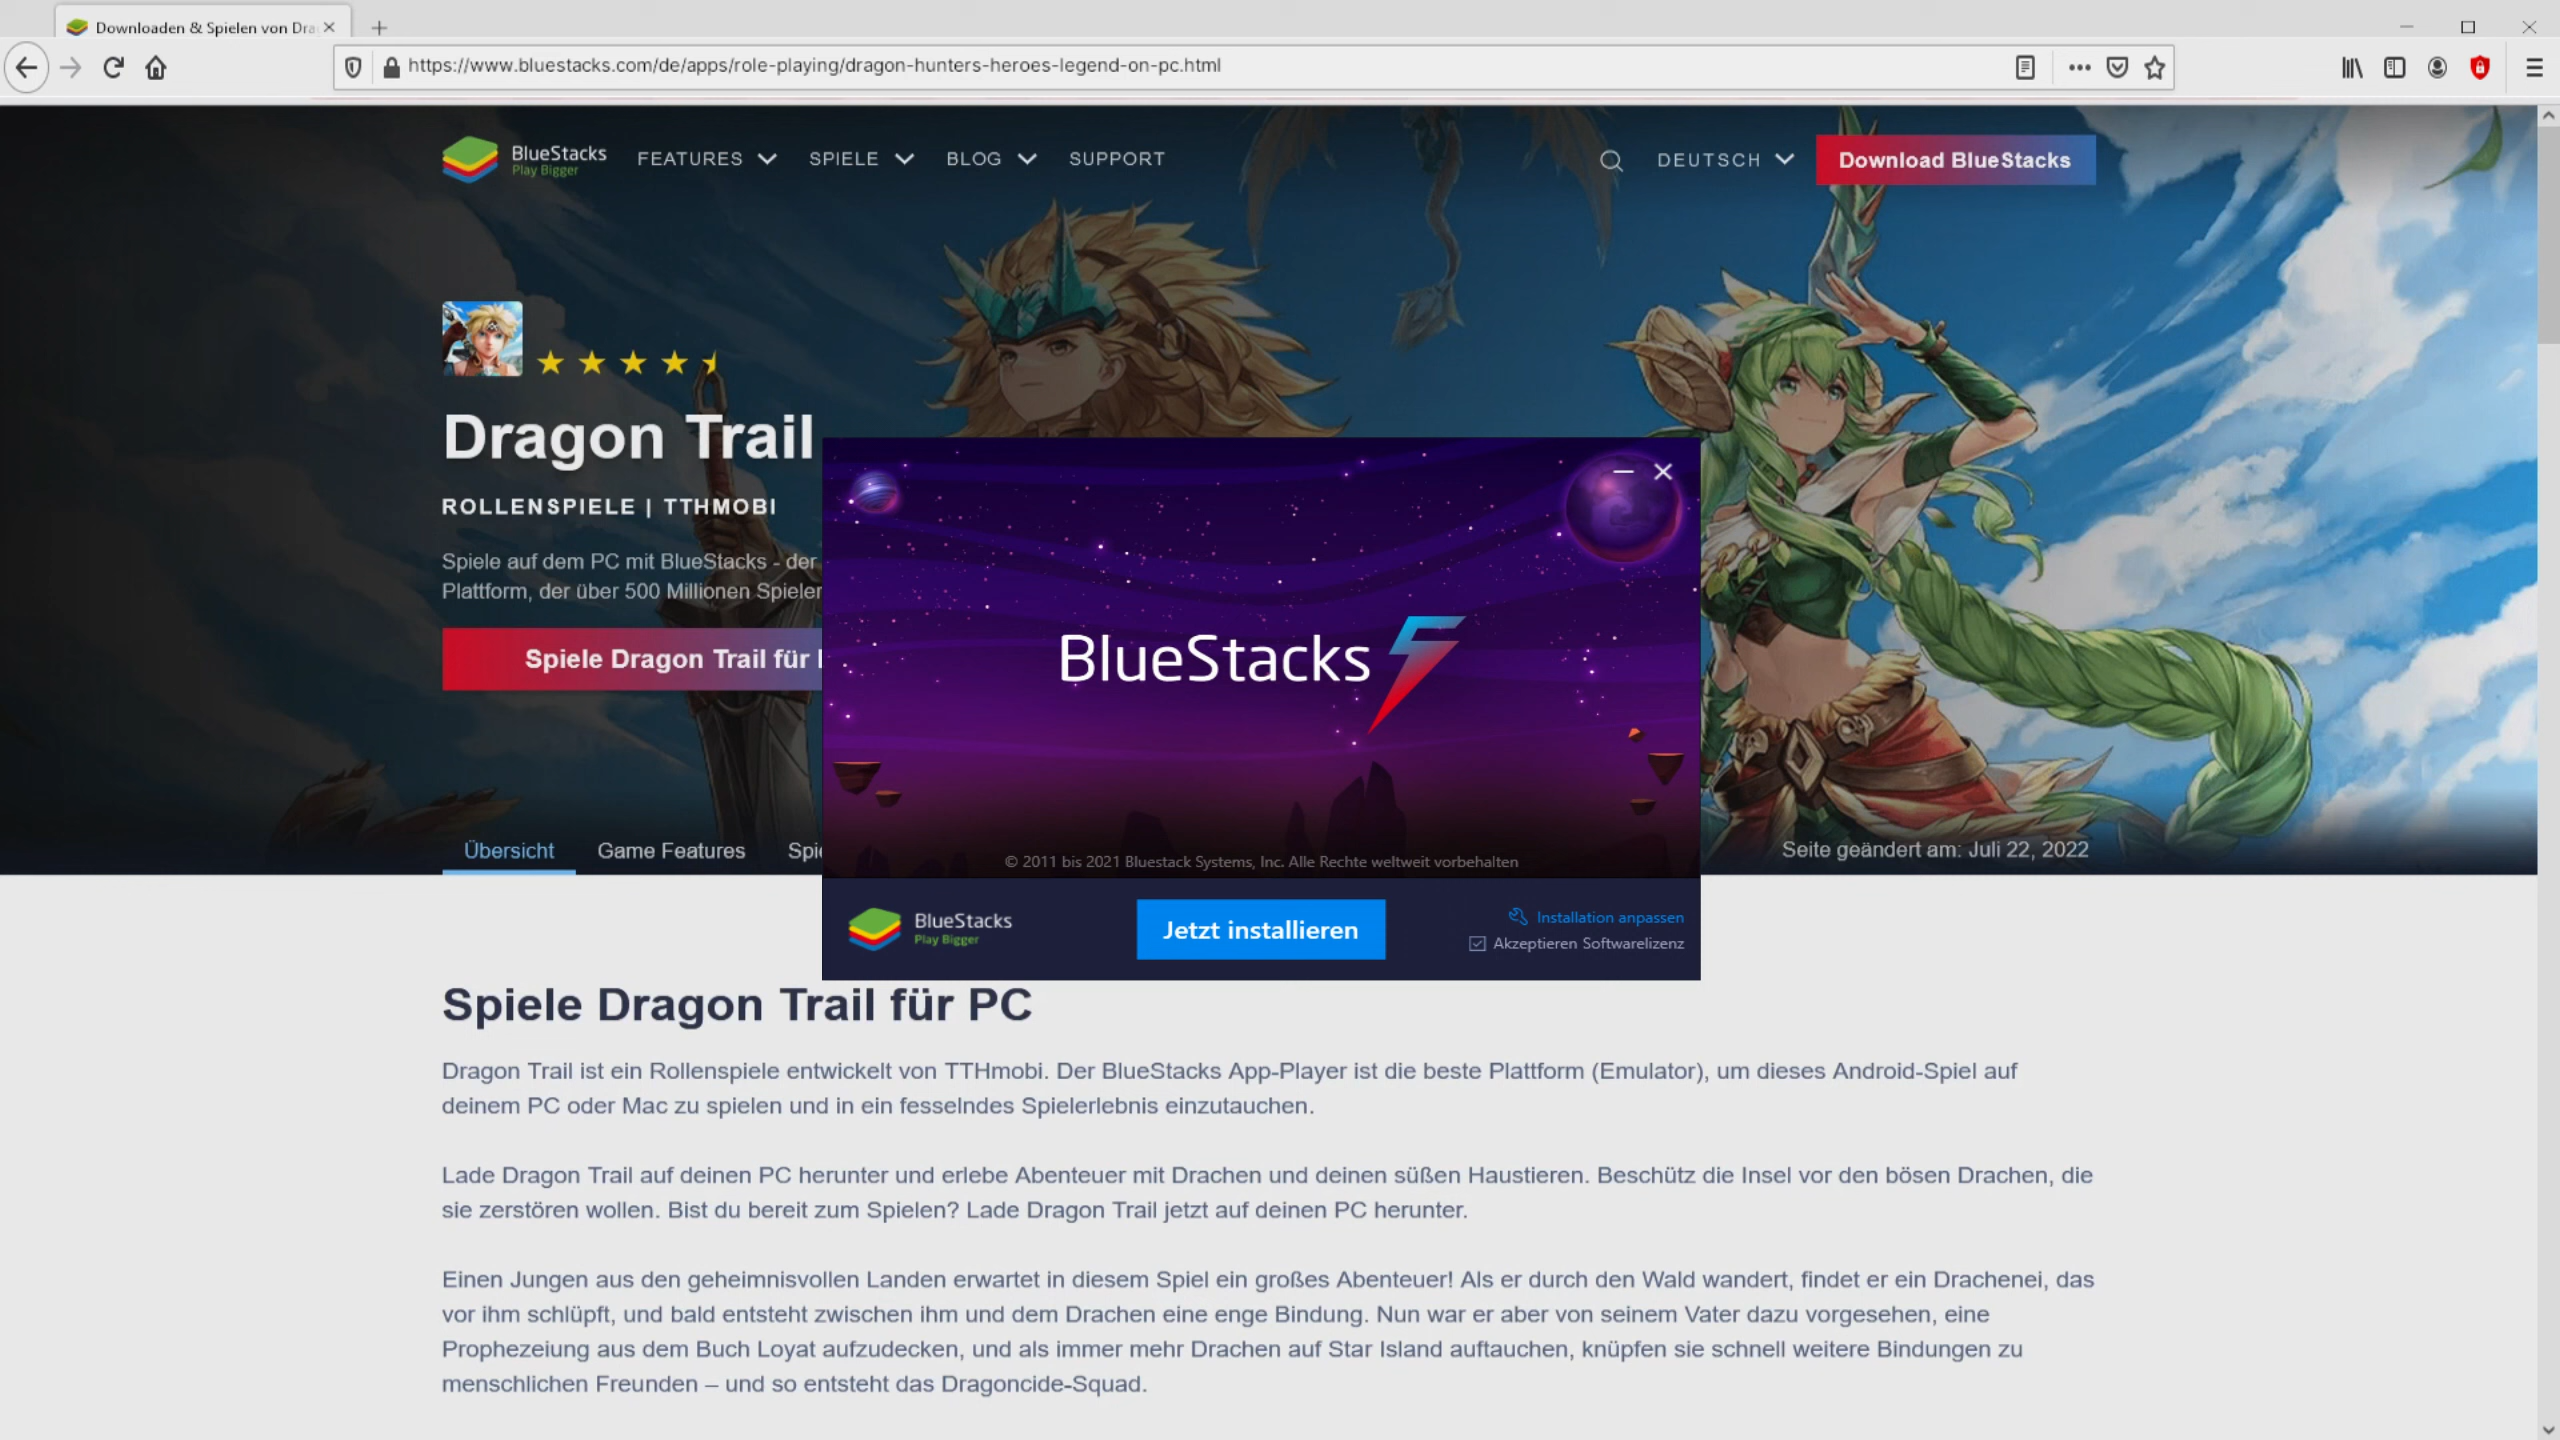 Downloaden & Spielen von Dra
https://www.bluestacks.com/de/apps/role-playing/dragon-hunters-heroes-legend-on-pc.html
BlueStacks
Play Bigger
FEATURES
SPIELE
BLOG
SUPPORT
DEUTSCH
Download BlueStacks
Dragon Trail
ROLLENSPIELE | TTHMOBI
Spiele auf dem PC mit BlueStacks - der
Plattform, der über 500 Millionen Spieler
Spiele Dragon Trail für
BlueStacks 5
© 2011 bis 2021 Bluestack Systems, Inc. Alle Rechte weltweit vorbehalten
BlueStacks
Play Bigger
Jetzt installieren
Installation anpassen
Akzeptieren Softwarelizenz
Übersicht
Game Features
Spi
Seite geändert am: Juli 22, 2022
Spiele Dragon Trail für PC
Dragon Trail ist ein Rollenspiele entwickelt von TTHmobi. Der BlueStacks App-Player ist die beste Plattform (Emulator), um dieses Android-Spiel auf
deinem PC oder Mac zu spielen und in ein fesselndes Spielerlebnis einzutauchen.
Lade Dragon Trail auf deinen PC herunter und erlebe Abenteuer mit Drachen und deinen süßen Haustieren. Beschütz die Insel vor den bösen Drachen, die
sie zerstören wollen. Bist du bereit zum Spielen? Lade Dragon Trail jetzt auf deinen PC herunter.
Einen Jungen aus den geheimnisvollen Landen erwartet in diesem Spiel ein großes Abenteuer! Als er durch den Wald wandert, findet er ein Drachenei, das
vor ihm schlüpft, und bald entsteht zwischen ihm und dem Drachen eine enge Bindung. Nun war er aber von seinem Vater dazu vorgesehen, eine
Prophezeiung aus dem Buch Loyat aufzudecken, und als immer mehr Drachen auf Star Island auftauchen, knüpfen sie schnell weitere Bindungen zu
menschlichen Freunden – und so entsteht das Dragoncide-Squad.